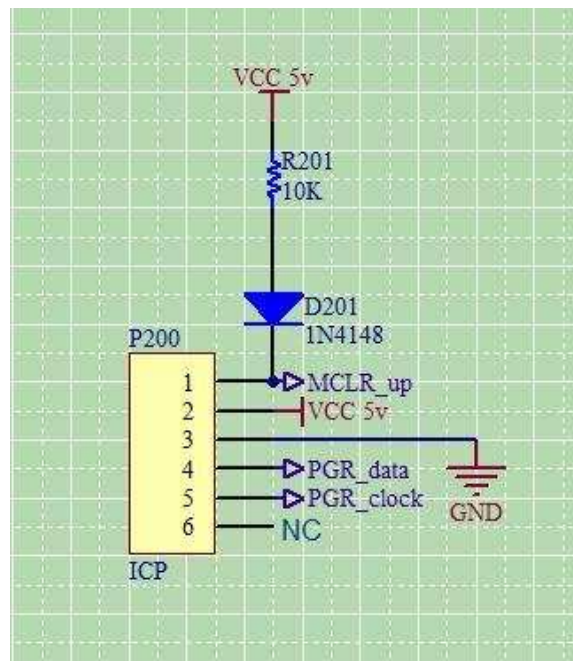 VCC 5v
R201
10K
D201
1N4148
P200
1 MCLR_up
2 VCC 5v
3
4 PGR_data
5 PGR_clock
GND
6 NC
ICP